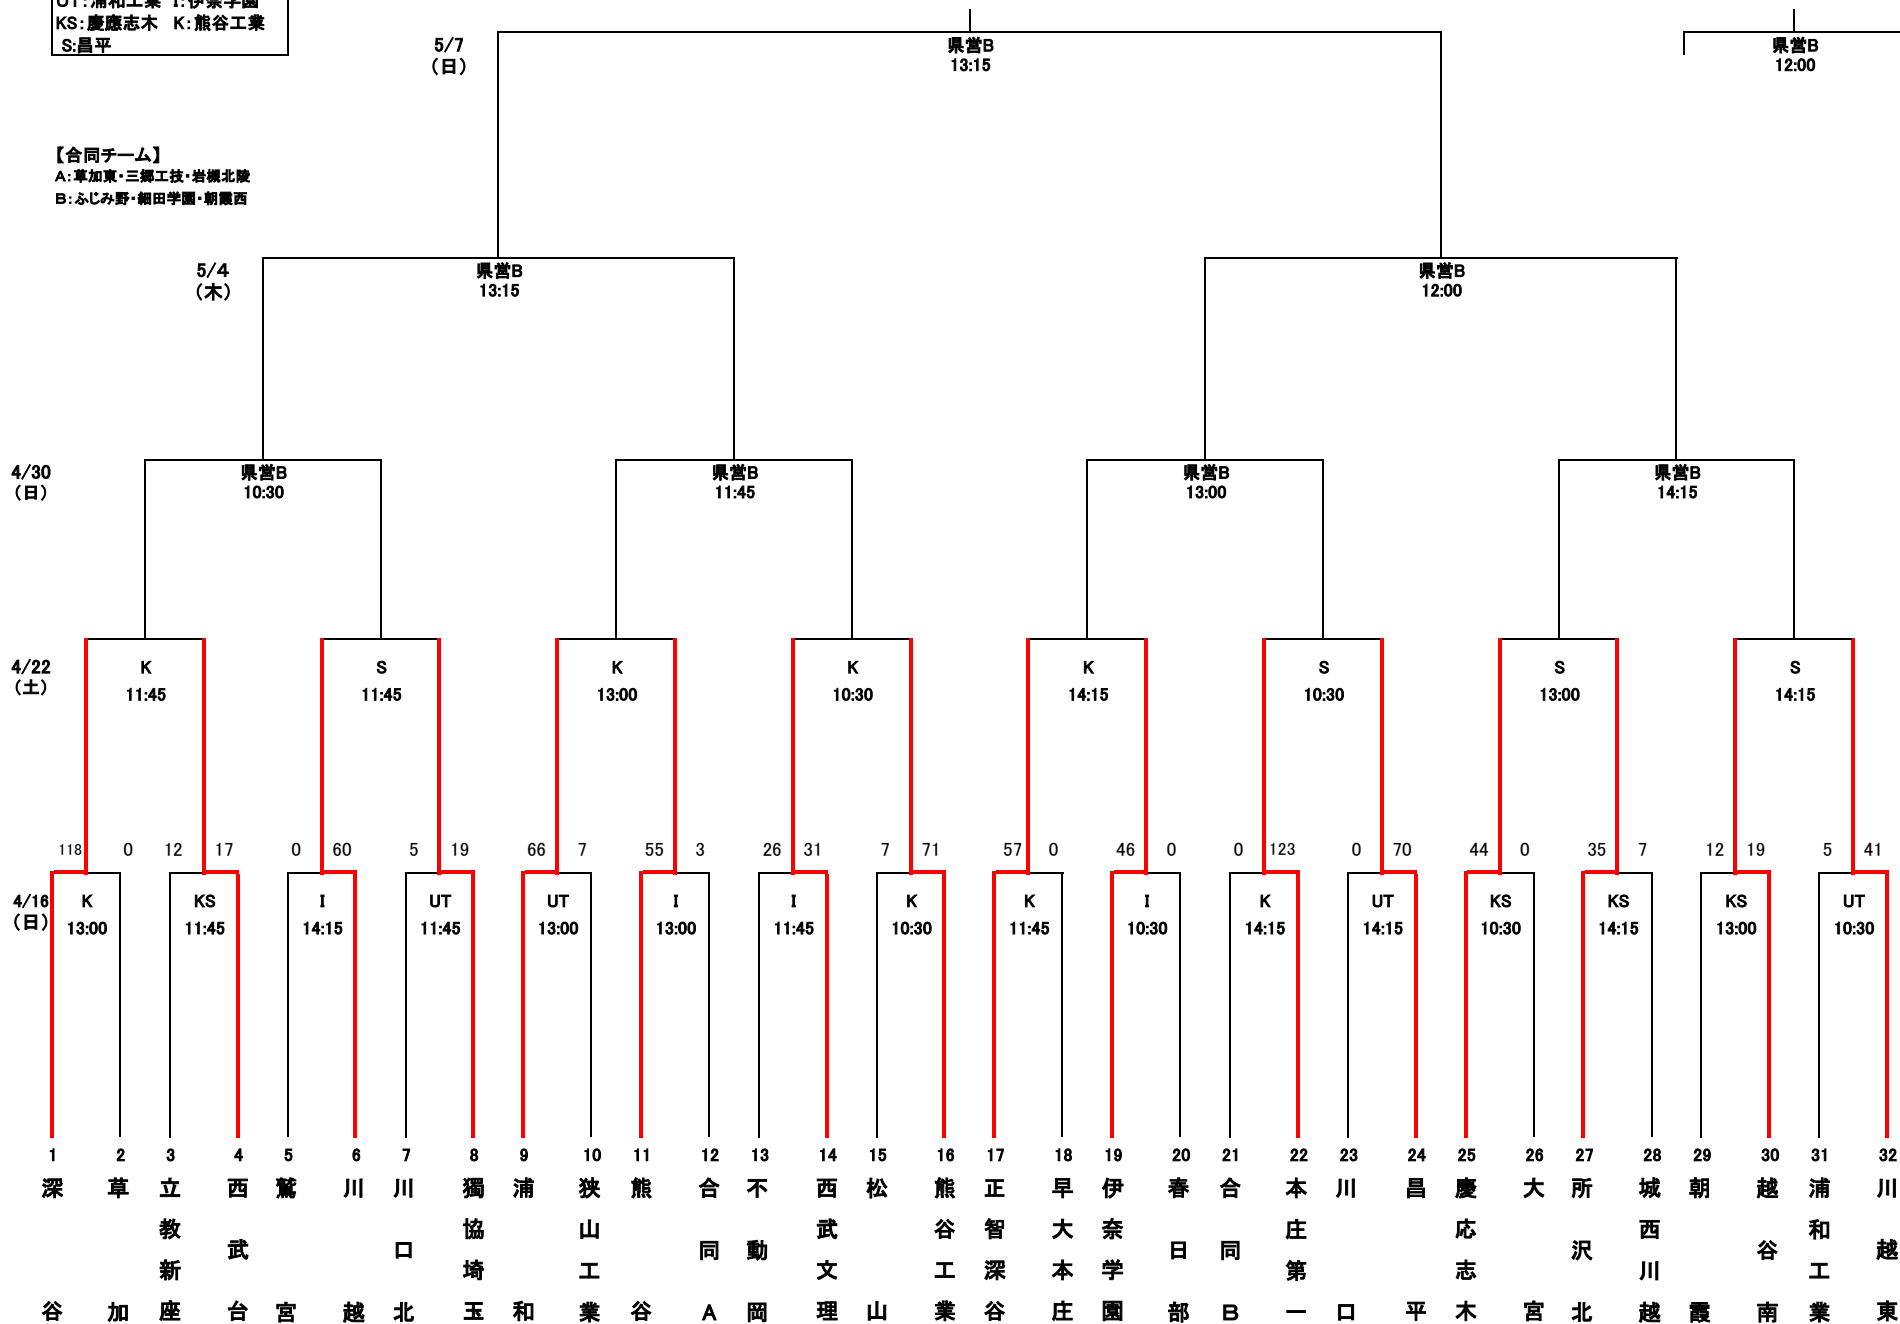 UT:浦和工業 I:伊奈学園
KS:慶應志木 K:熊谷工業
S:昌平
5/7
(日)
県営B
13:15
県営B
12:00
【合同チーム】
A:草加東・三郷工技・岩槻北陵
B:ふじみ野・細田学園・朝霞西
5/4
(木)
県営B
13:15
県営B
12:00
4/30
(日)
県営B
10:30
県営B
11:45
県営B
13:00
県営B
14:15
4/22
(土)
K
11:45
S
11:45
K
13:00
K
10:30
K
14:15
S
10:30
S
13:00
S
14:15
118 0 12 17 0 60 5 19 66 7 55 3 26 31 7 71 57 0 46 0 0 123 0 70 44 0 35 7 12 19 5 41
4/16
(日)
K
13:00
KS
11:45
I
14:15
UT
11:45
UT
13:00
I
13:00
I
11:45
K
10:30
K
11:45
I
10:30
K
14:15
UT
14:15
KS
10:30
KS
14:15
KS
13:00
UT
10:30
1 2 3 4 5 6 7 8 9 10 11 12 13 14 15 16 17 18 19 20 21 22 23 24 25 26 27 28 29 30 31 32
深谷
草加
立教新座
西武台
鷲宮
川越
川口北
獨協埼玉
浦和
狭山工業
熊谷
合同A
不動岡
西武文理
松山
熊谷工業
正智深谷
早大本庄
伊奈学園
春日部
合同B
本庄第一
川口
昌平
慶応志木
大宮
所沢北
城西川越
朝霞
越谷南
浦和工業
川越東